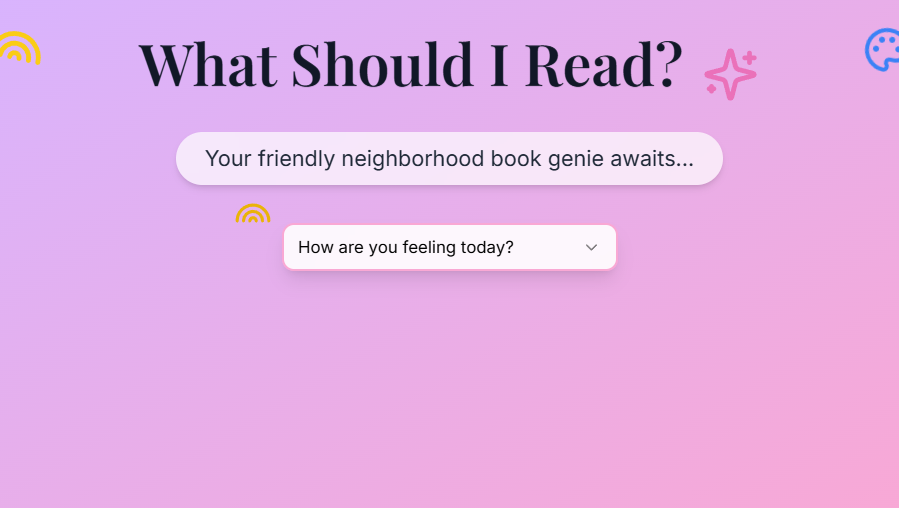 What Should I Read?
Your friendly neighborhood book genie awaits...
How are you feeling today?